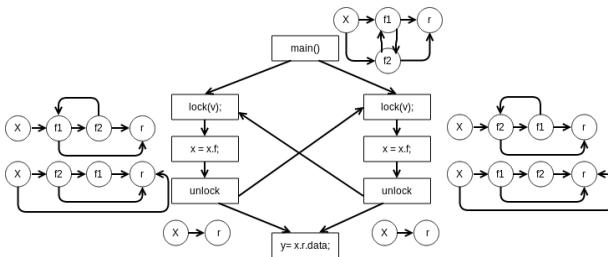 X f1 r
f2
main()
lock(v);
lock(v);
X f1 f2 r
X f2 f1 r
x = x.f;
x = x.f;
X f2 f1 r
X f1 f2 r
unlock
unlock
X r
X r
y= x.r.data;